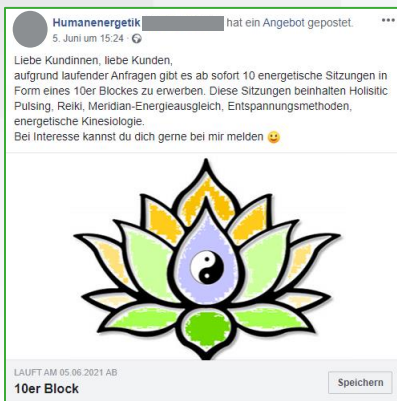 Humanenergetik hat ein Angebot gepostet.
5. Juni um 15:24 ·
Liebe Kundinnen, liebe Kunden,
aufgrund laufender Anfragen gibt es ab sofort 10 energetische Sitzungen in
Form eines 10er Blockes zu erwerben. Diese Sitzungen beinhalten Holisitic
Pulsing, Reiki, Meridian-Energieausgleich, Entspannungsmethoden,
energetische Kinesiologie.
Bei Interesse kannst du dich gerne bei mir melden 😀
LÄUFT AM 05.06.2021 AB
10er Block
Speichern